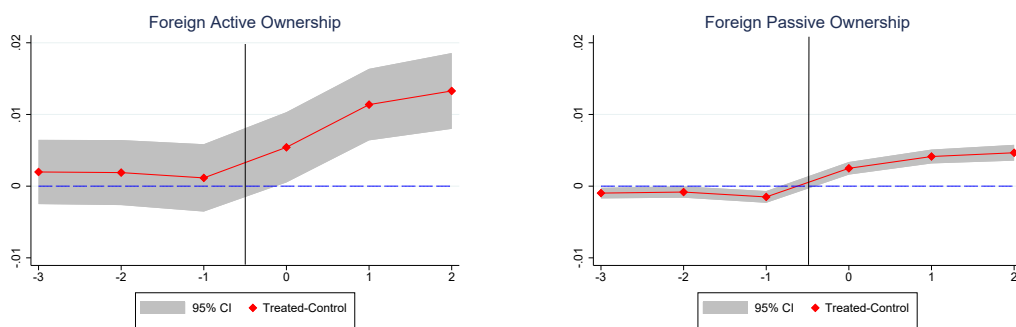 Foreign Active Ownership
.02
.01
0
-.01
-3 -2 -1 0 1 2
95% CI Treated-Control
Foreign Passive Ownership
.02
.01
0
-.01
-3 -2 -1 0 1 2
95% CI Treated-Control